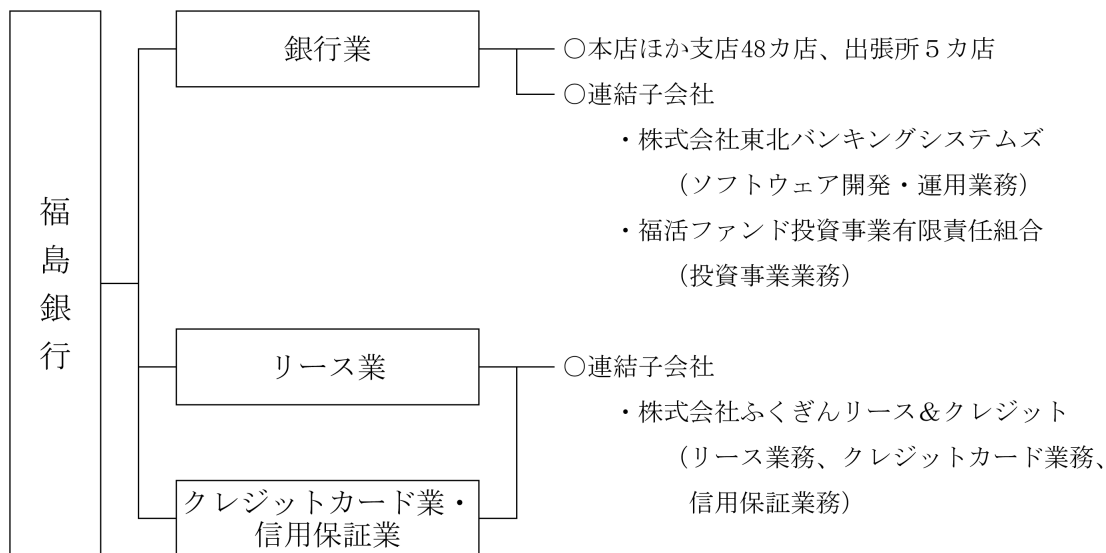 福島銀行
銀行業
○本店ほか支店48カ店、出張所5カ店
○連結子会社
・株式会社東北バンキングシステムズ
(ソフトウェア開発・運用業務)
・福活ファンド投資事業有限責任組合
(投資事業業務)
リース業
○連結子会社
・株式会社ふくぎんリース&クレジット
(リース業務、クレジットカード業務、
信用保証業務)
クレジットカード業・
信用保証業